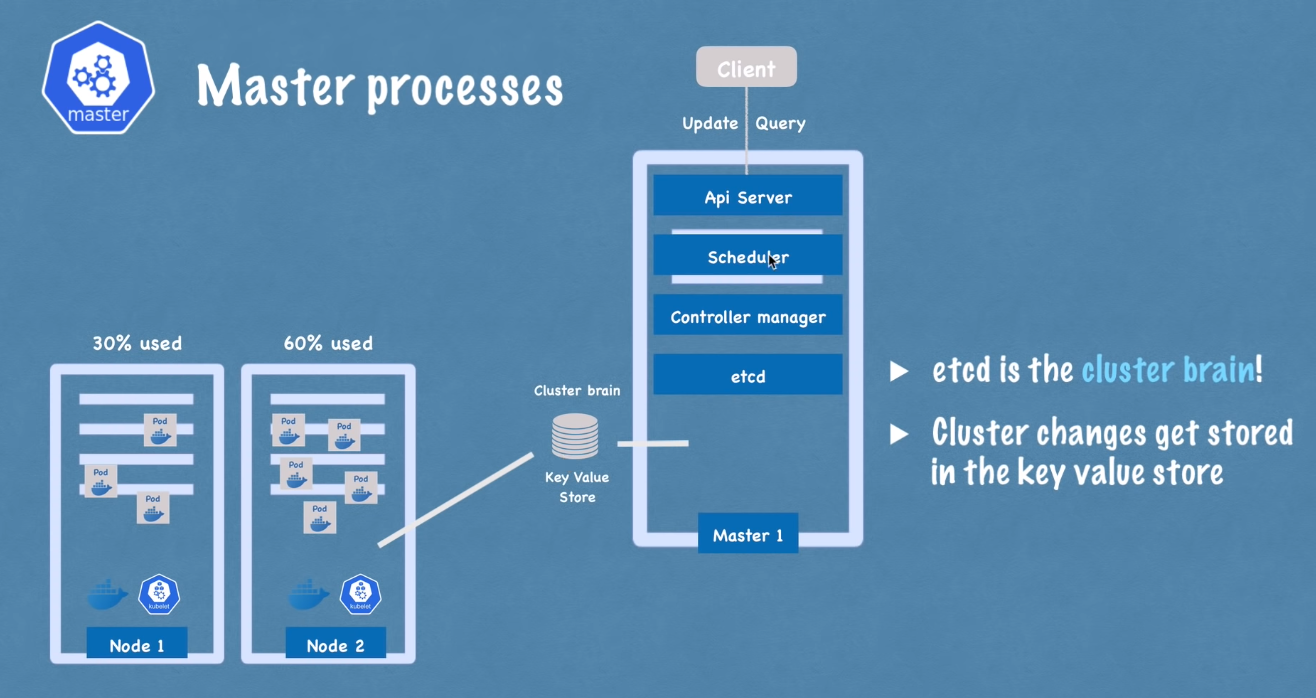 master
Master processes
Client
Update
Query
Api Server
Scheduler
Controller manager
etcd
Master 1
30% used
60% used
Pod
Pod
Pod
kubelet
Node 1
Pod
Pod
Pod
Pod
Pod
kubelet
Node 2
Cluster brain
Key Value
Store
etcd is the cluster brain!
Cluster changes get stored
in the key value store